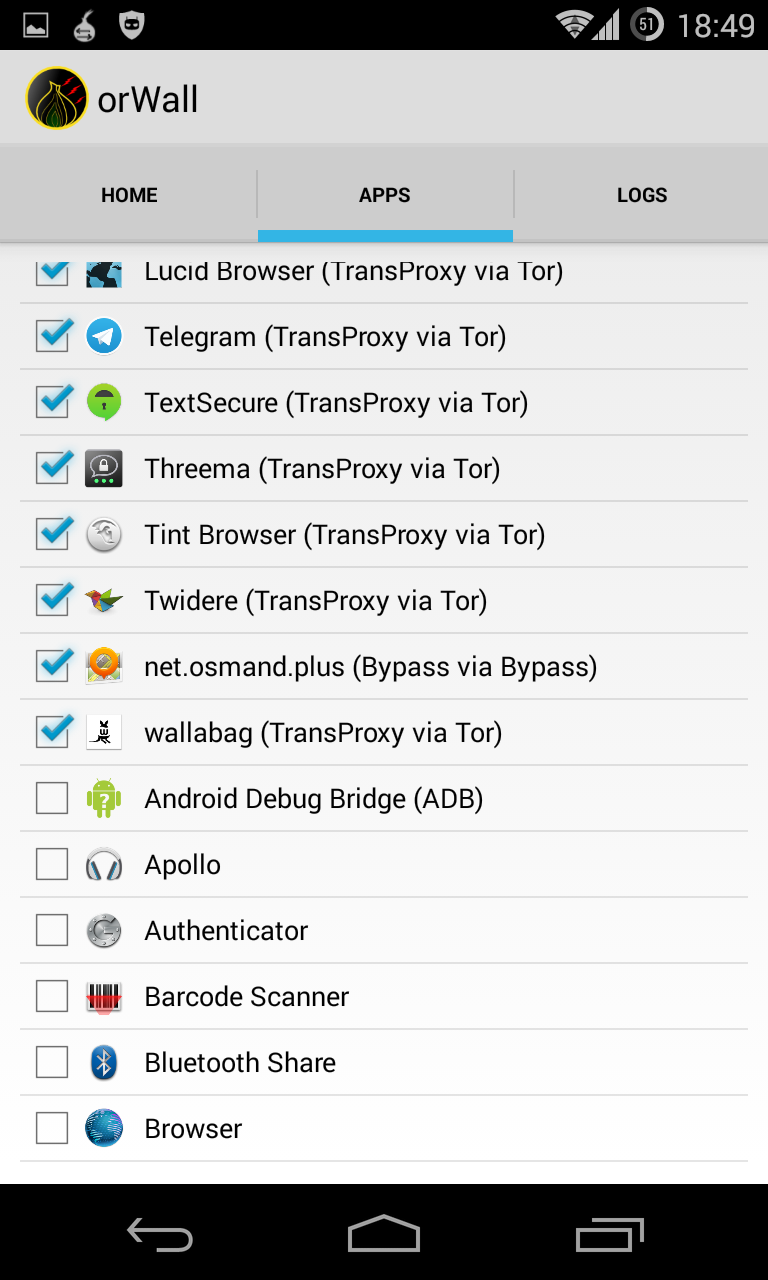 51 18:49
orWall
HOME APPS LOGS
Lucid Browser (TransProxy via Tor)
Telegram (TransProxy via Tor)
TextSecure (TransProxy via Tor)
Threema (TransProxy via Tor)
Tint Browser (TransProxy via Tor)
Twidere (TransProxy via Tor)
net.osmand.plus (Bypass via Bypass)
wallabag (TransProxy via Tor)
Android Debug Bridge (ADB)
Apollo
Authenticator
Barcode Scanner
Bluetooth Share
Browser